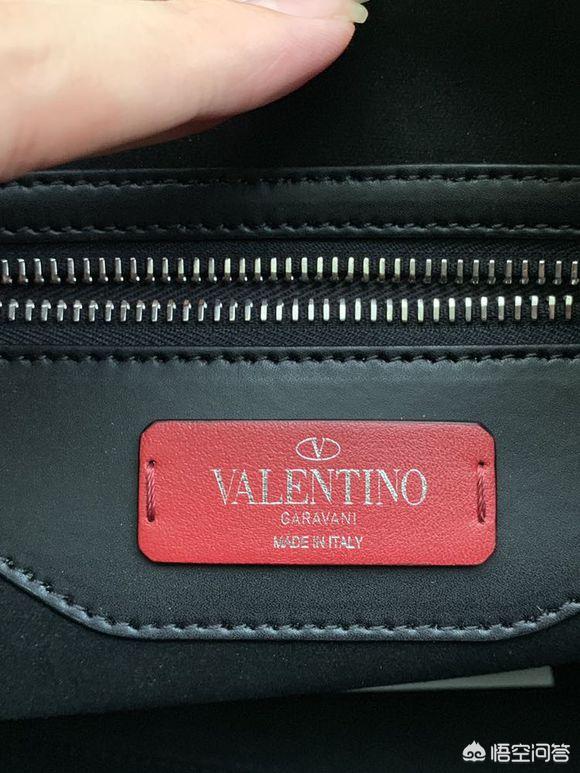 V
VALENTINO
GARAVANI
MADE IN ITALY
悟空问答